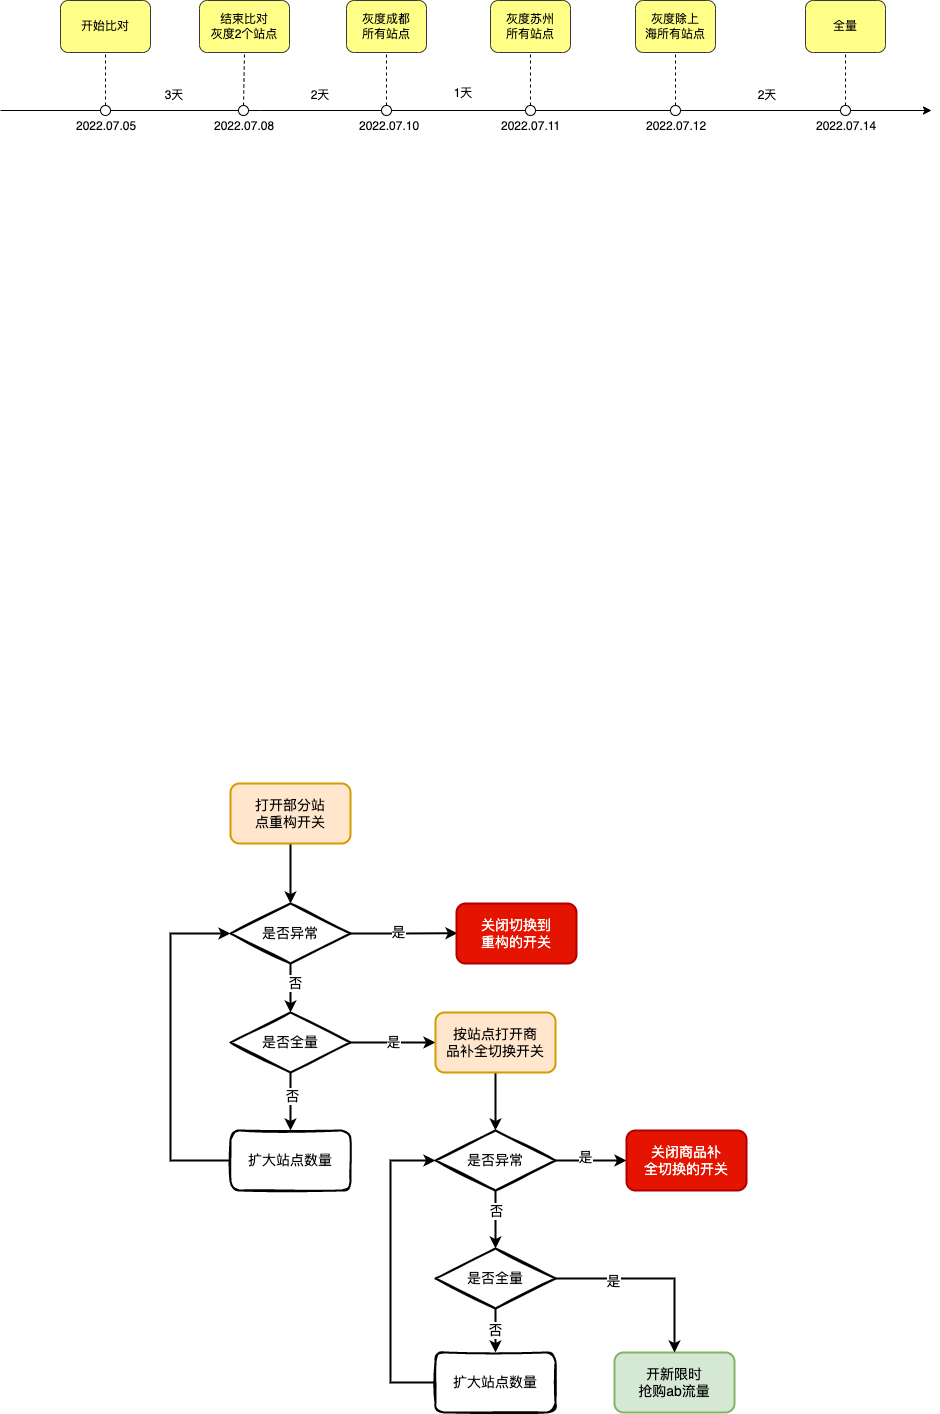 开始比对
结束比对
灰度2个站点
灰度成都
所有站点
灰度苏州
所有站点
灰度除上
海所有站点
全量
3天
2天
1天
2天
2022.07.05
2022.07.08
2022.07.10
2022.07.11
2022.07.12
2022.07.14
打开部分站
点重构开关
是否异常
是
关闭切换到
重构的开关
否
是否全量
是
按站点打开商
品补全切换开关
否
扩大站点数量
是否异常
是
关闭商品补
全切换的开关
否
是否全量
是
否
扩大站点数量
开新限时
抢购ab流量